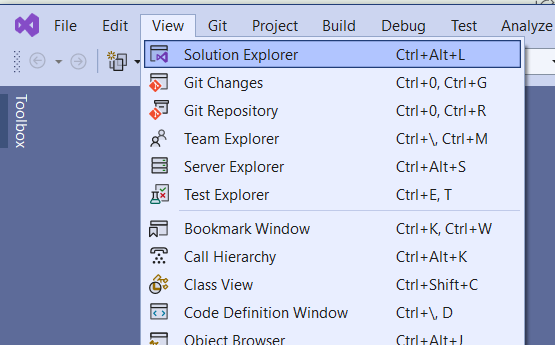 File Edit View Git Project Build Debug Test Analyze
Toolbox
Solution Explorer Ctrl+Alt+L
Git Changes Ctrl+0, Ctrl+G
Git Repository Ctrl+0, Ctrl+R
Team Explorer Ctrl+\, Ctrl+M
Server Explorer Ctrl+Alt+S
Test Explorer Ctrl+E, T
Bookmark Window Ctrl+K, Ctrl+W
Call Hierarchy Ctrl+Alt+K
Class View Ctrl+Shift+C
Code Definition Window Ctrl+\, D
Object Browser Ctrl+Alt+J